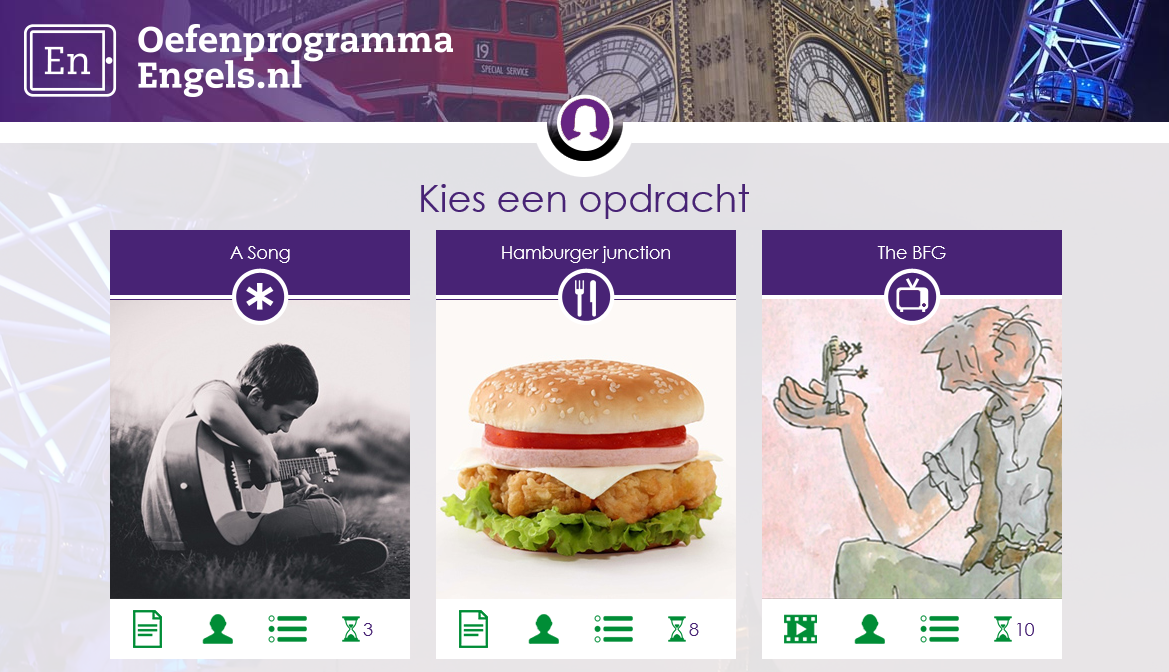 En
Oefenprogramma
Engels.nl
19
SPECIAL SERVICE
Kies een opdracht
A Song
Hamburger junction
The BFG
3
8
10